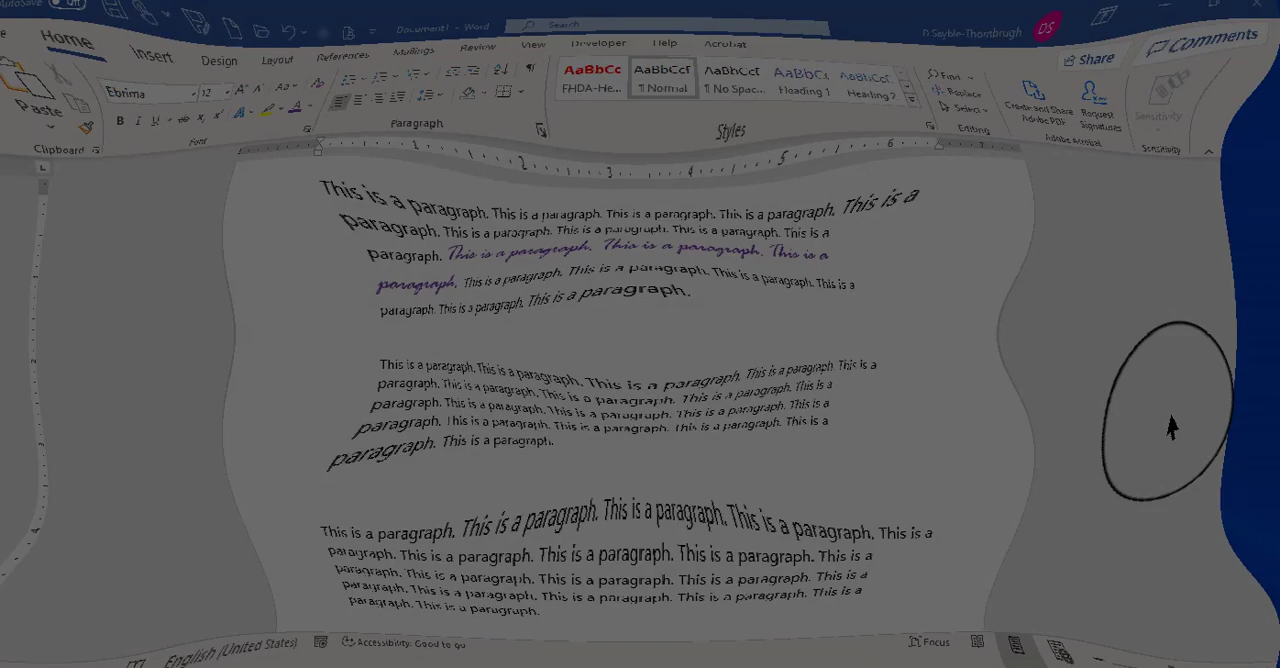 AutoSave Off Document1 - Word Search D Sayble-Thornbrugh DS
Home Insert Design Layout References Mailings Review View Developer Help Acrobat Share Comments
Paste
Clipboard
Ebrima 12
Font
Paragraph
AaBbCc AaBbCcI AaBbCcI AaBbCc AaBbCc
FHDA-He... ¶ Normal ¶ No Spac... Heading 1 Heading 2
Styles
Find
Replace
Select
Editing
Create and Share Adobe PDF
Request Signatures
Adobe Acrobat
Sensitivity
Sensitivity
1 2 3 4 5 6 7
This is a paragraph. This is a paragraph. This is a paragraph. This is a paragraph. This is a
paragraph. This is a paragraph. This is a paragraph. This is a paragraph. This is a
paragraph. This is a paragraph. This is a paragraph. This is a
paragraph. This is a paragraph. This is a paragraph. This is a paragraph. This is a
paragraph. This is a paragraph. This is a paragraph.
This is a paragraph. This is a paragraph. This is a paragraph. This is a paragraph. This is a
paragraph. This is a paragraph. This is a paragraph. This is a paragraph. This is a
paragraph. This is a paragraph. This is a paragraph. This is a paragraph. This is a
paragraph. This is a paragraph. This is a paragraph. This is a paragraph. This is a
paragraph. This is a paragraph.
This is a paragraph. This is a paragraph. This is a paragraph. This is a paragraph. This is a
paragraph. This is a paragraph. This is a paragraph. This is a paragraph. This is a
paragraph. This is a paragraph. This is a paragraph. This is a paragraph. This is a
paragraph. This is a paragraph. This is a paragraph. This is a paragraph. This is a
paragraph. This is a paragraph.
English (United States) Accessibility: Good to go Focus